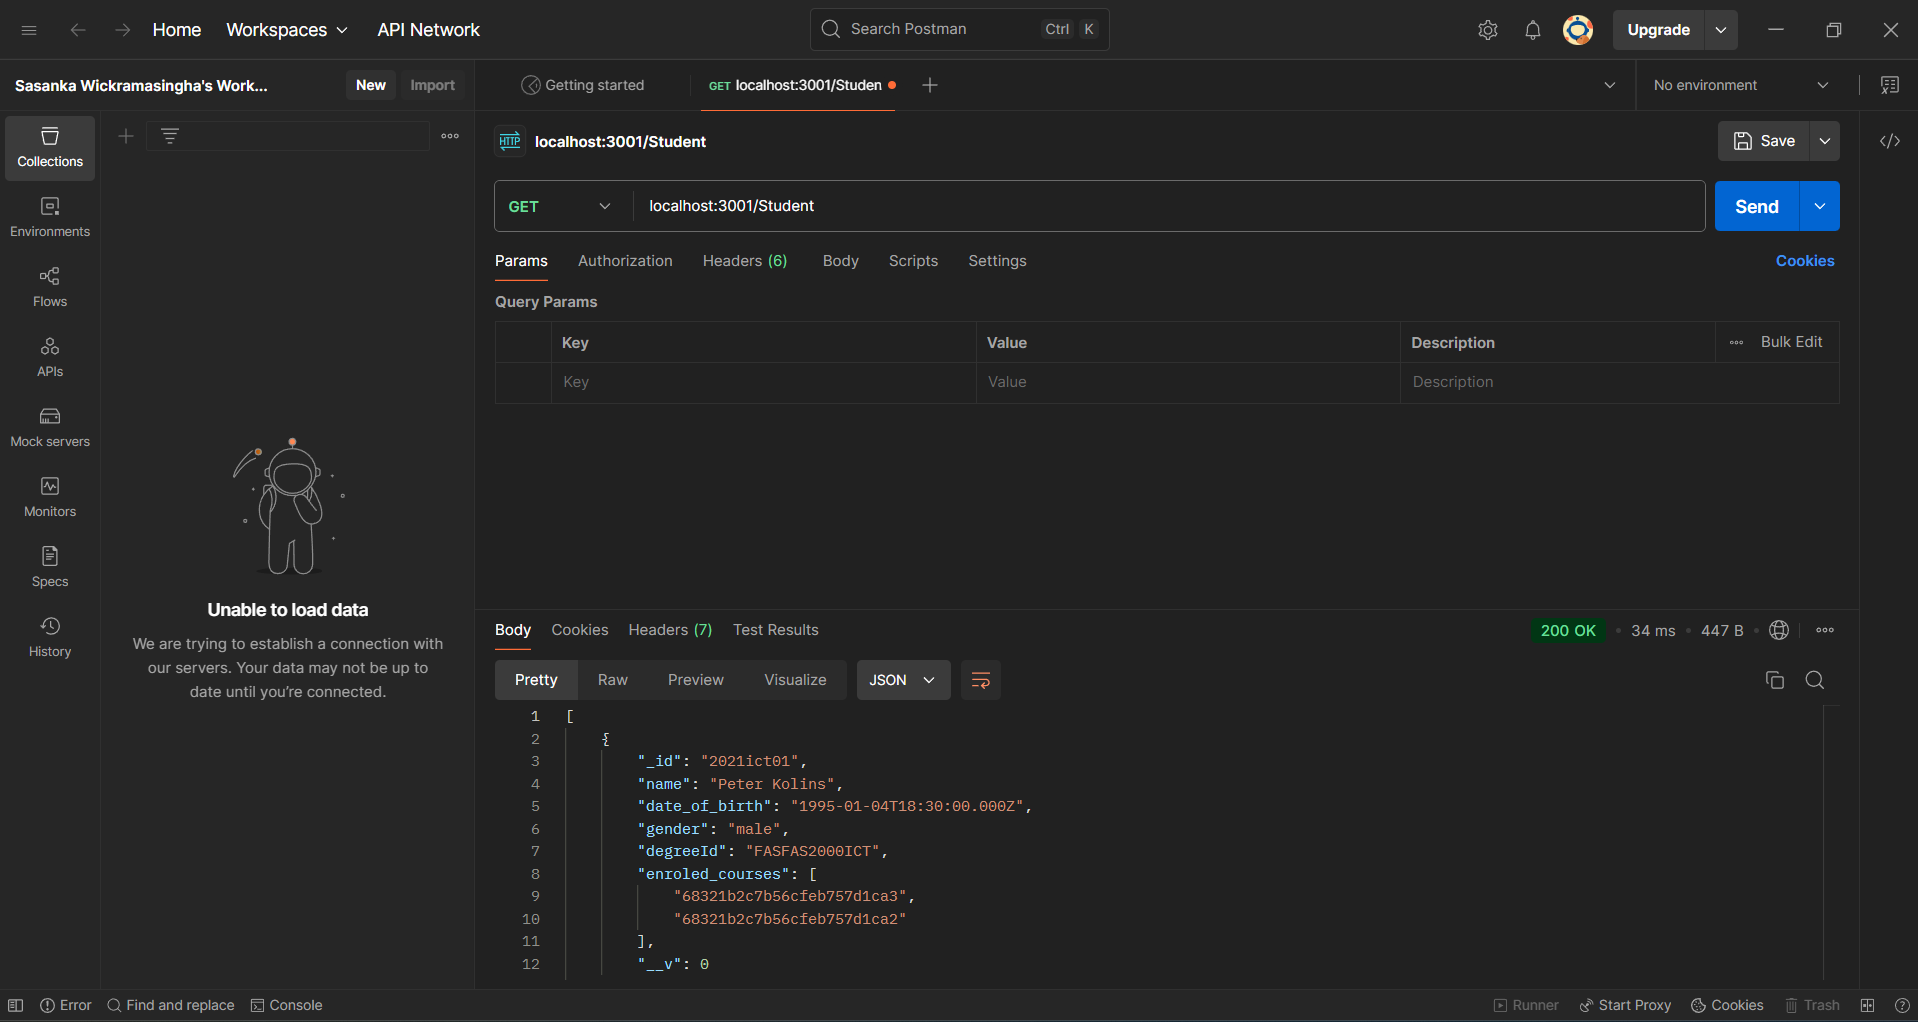 Home Workspaces API Network Search Postman Ctrl K Upgrade
Sasanka Wickramasingha's Work... New Import Getting started GET localhost:3001/Studen No environment
Collections
Environments
Flows
APIs
Mock servers
Monitors
Specs
History
Unable to load data
We are trying to establish a connection with
our servers. Your data may not be up to
date until you're connected.
HTTP localhost:3001/Student Save
GET localhost:3001/Student Send
Params Authorization Headers (6) Body Scripts Settings Cookies
Query Params
Key Value Description Bulk Edit
Key Value Description
Body Cookies Headers (7) Test Results 200 OK 34 ms 447 B
Pretty Raw Preview Visualize JSON
1 [
2 {
3 "_id": "2021ict01",
4 "name": "Peter Kolins",
5 "date_of_birth": "1995-01-04T18:30:00.000Z",
6 "gender": "male",
7 "degreeId": "FASFAS2000ICT",
8 "enroled_courses": [
9 "68321b2c7b56cfeb757d1ca3",
10 "68321b2c7b56cfeb757d1ca2"
11 ],
12 "__v": 0
Error Find and replace Console Runner Start Proxy Cookies Trash